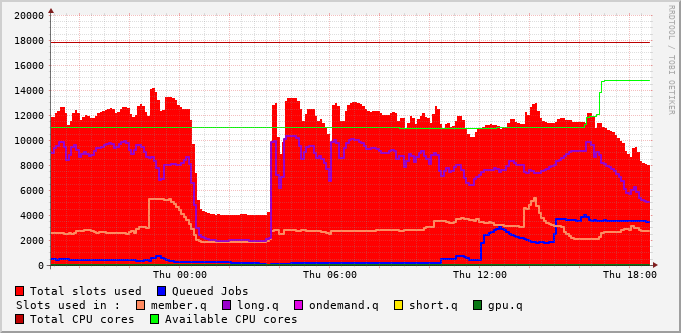 RRDTOOL / TOBI OETIKER
20000
18000
16000
14000
12000
10000
8000
6000
4000
2000
0
Thu 00:00 Thu 06:00 Thu 12:00 Thu 18:00
Total slots used Queued Jobs
Slots used in : member.q long.q ondemand.q short.q gpu.q
Total CPU cores Available CPU cores